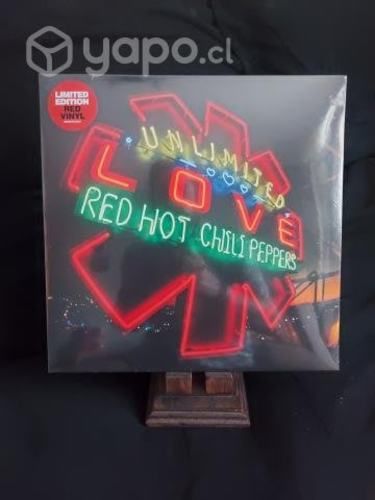 yapo.cl
LIMITED
EDITION
RED
VINYL
UNLIMITED
LOVE
RED HOT CHILI PEPPERS